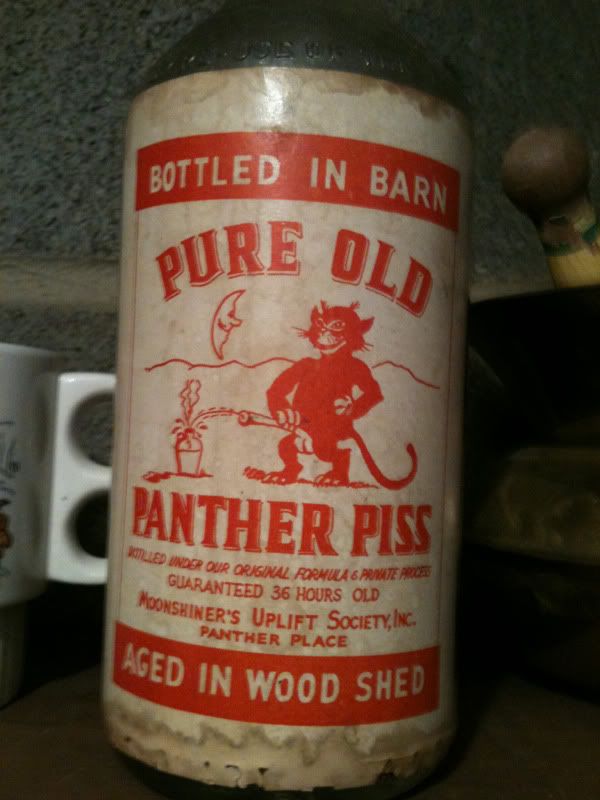 BOTTLED IN BARN
PURE OLD
PANTHER PISS
DISTILLED UNDER OUR ORIGINAL FORMULA & PRIVATE PROCESS
GUARANTEED 36 HOURS OLD
MOONSHINER'S UPLIFT SOCIETY, INC.
PANTHER PLACE
AGED IN WOOD SHED